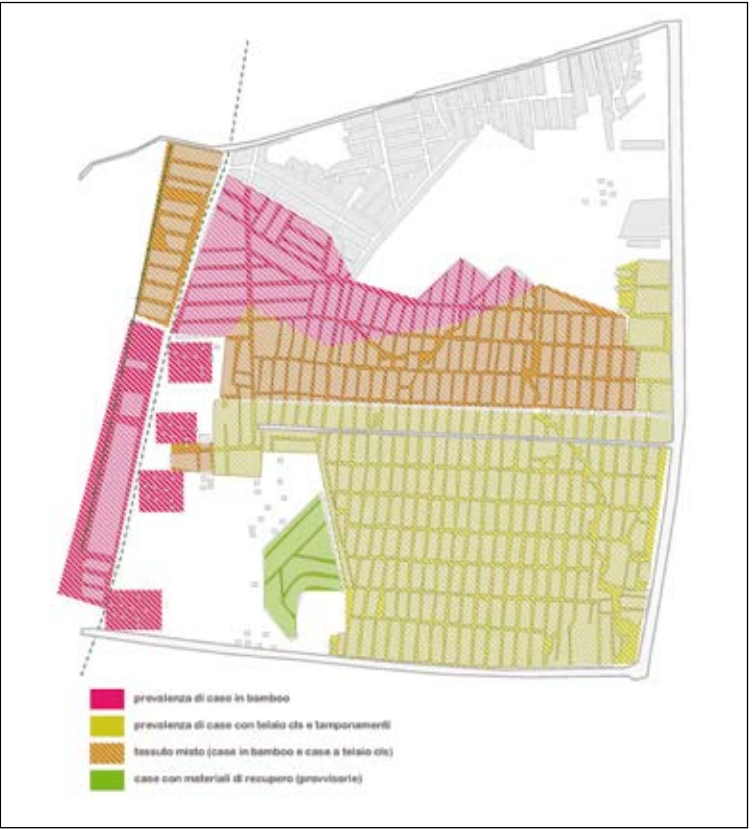 prevalenza di case in bamboo
prevalenza di case con telaio cls e tamponamenti
tessuto misto (case in bamboo e case a telaio cls)
case con materiali di recupero (provvisorie)